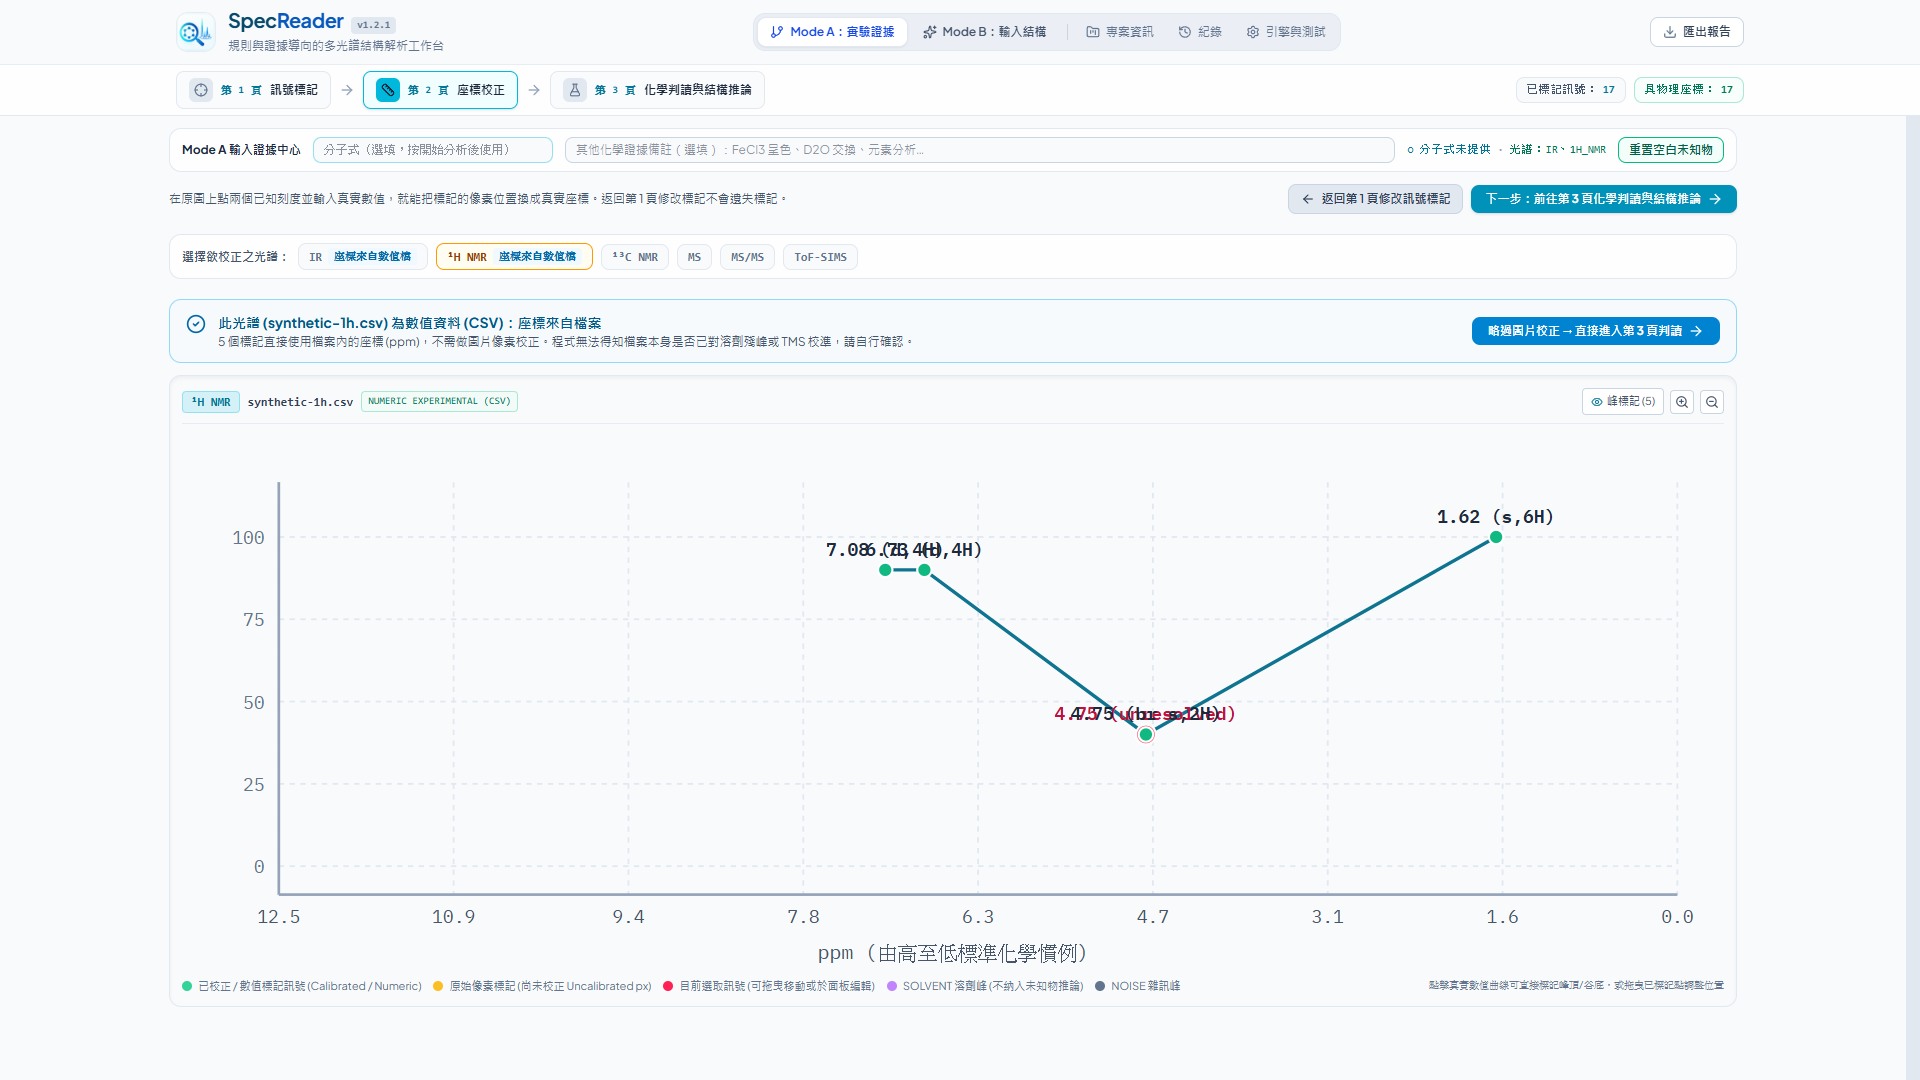 SpecReader v1.2.1
規則與證據導向的多光譜結構解析工作台
Mode A：實驗證據
Mode B：輸入結構
專案資訊
紀錄
引擎與測試
匯出報告
第 1 頁 訊號標記
第 2 頁 座標校正
第 3 頁 化學判讀與結構推論
已標記訊號： 17
具物理座標： 17
Mode A 輸入證據中心
分子式（選填，按開始分析後使用）
其他化學證據備註（選填）：FeCl3 呈色、D2O 交換、元素分析...
○ 分子式未提供 · 光譜：IR、1H_NMR
重置空白未知物
在原圖上點兩個已知刻度並輸入真實數值，就能把標記的像素位置換成真實座標。返回第 1 頁修改標記不會遺失標記。
← 返回第 1 頁修改訊號標記
下一步：前往第 3 頁化學判讀與結構推論 →
選擇欲校正之光譜：
IR 座標來自數值檔
¹H NMR 座標來自數值檔
¹³C NMR
MS
MS/MS
ToF-SIMS
此光譜 (synthetic-1h.csv) 為數值資料 (CSV)：座標來自檔案
5 個標記直接使用檔案內的座標 (ppm)，不需做圖片像素校正。程式無法得知檔案本身是否已對溶劑殘峰或 TMS 校準，請自行確認。
略過圖片校正 → 直接進入第 3 頁判讀 →
¹H NMR synthetic-1h.csv NUMERIC EXPERIMENTAL (CSV)
峰標記 (5)
1.62 (s,6H)
7.08 (d,4H)
6.73 (d,4H)
4.75 (unresolved)
4.75 (br s,2H)
100
75
50
25
0
12.5 10.9 9.4 7.8 6.3 4.7 3.1 1.6 0.0
ppm (由高至低標準化學慣例)
已校正 / 數值標記訊號 (Calibrated / Numeric)
原始像素標記 (尚未校正 Uncalibrated px)
目前選取訊號 (可拖曳移動或於面板編輯)
SOLVENT 溶劑峰 (不納入未知物推論)
NOISE 雜訊峰
點擊真實數值曲線可直接標記峰頂/谷底，或拖曳已標記點調整位置